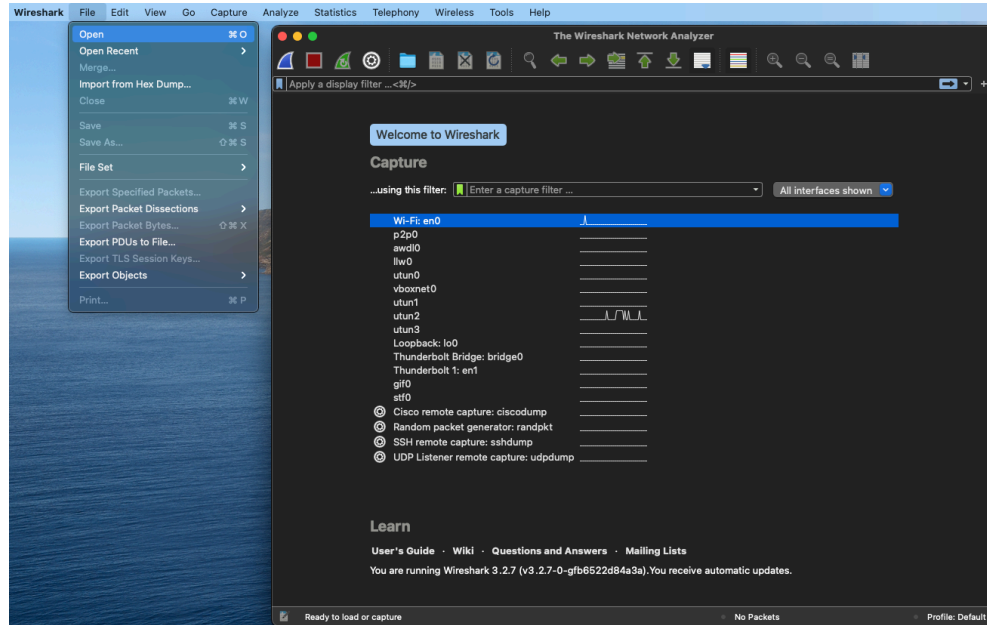 Wireshark File Edit View Go Capture Analyze Statistics Telephony Wireless Tools Help
Open ⌘ O
Open Recent >
Merge...
Import from Hex Dump...
Close ⌘ W
Save ⌘ S
Save As... ⇧ ⌘ S
File Set >
Export Specified Packets...
Export Packet Dissections >
Export Packet Bytes... ⇧ ⌘ X
Export PDUs to File...
Export TLS Session Keys...
Export Objects >
Print... ⌘ P
The Wireshark Network Analyzer
Apply a display filter ...<⌘/>
+
Welcome to Wireshark
Capture
...using this filter: Enter a capture filter ... All interfaces shown
Wi-Fi: en0
p2p0
awdl0
llw0
utun0
vboxnet0
utun1
utun2
utun3
Loopback: lo0
Thunderbolt Bridge: bridge0
Thunderbolt 1: en1
gif0
stf0
Cisco remote capture: ciscodump
Random packet generator: randpkt
SSH remote capture: sshdump
UDP Listener remote capture: udpdump
Learn
User's Guide · Wiki · Questions and Answers · Mailing Lists
You are running Wireshark 3.2.7 (v3.2.7-0-gfb6522d84a3a).You receive automatic updates.
Ready to load or capture No Packets Profile: Default